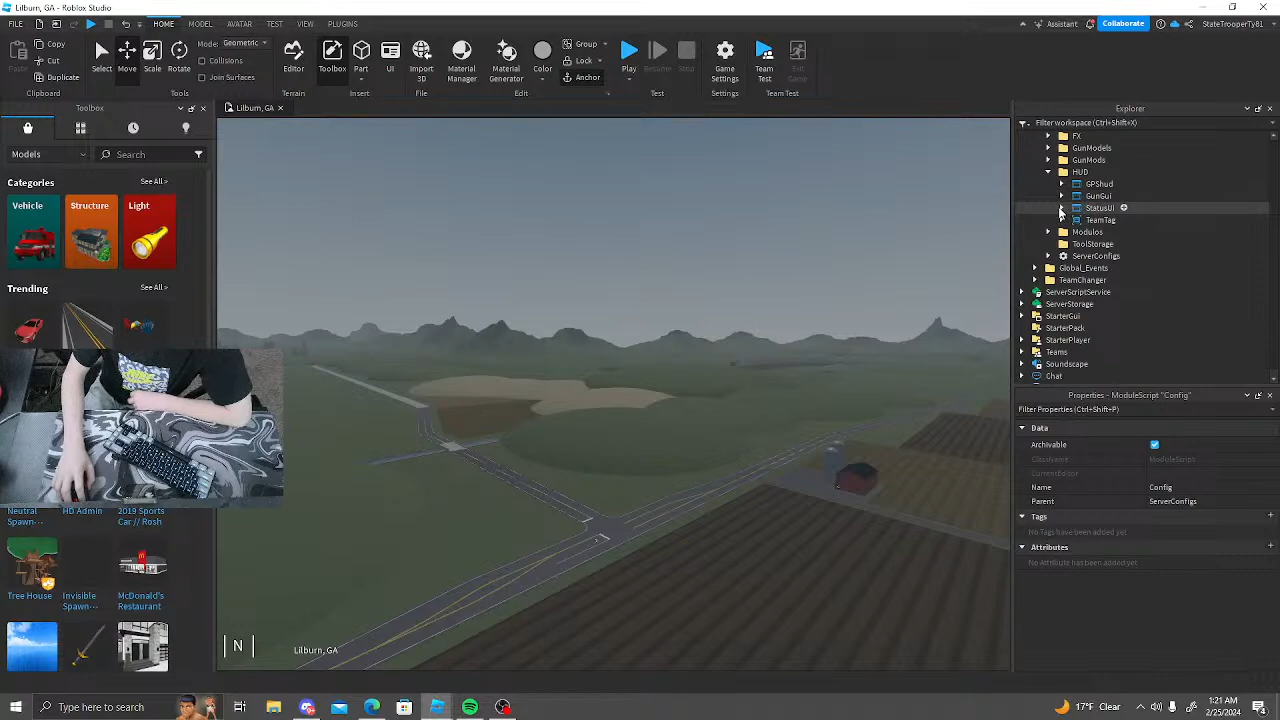 Lilburn, GA - Roblox Studio
FILE
HOME MODEL AVATAR TEST VIEW PLUGINS
Assistant Collaborate StateTrooperTy81
Paste Copy Cut Duplicate
Select Move Scale Rotate
Mode: Geometric
Collisions
Join Surfaces
Editor Toolbox Part UI Import 3D Material Manager Material Generator Color
Group
Lock
Anchor
Play Resume Stop Game Settings Team Test Exit Game
Clipboard Tools Terrain Insert File Edit Test Settings Team Test
Toolbox
Lilburn, GA
Models Search
Categories See All >
Vehicle Structure Light
Trending See All >
Neutral Spawn... HD Admin 2019 Sports Car // Rosh
Tree House Invisible Spawn... McDonald's Restaurant
N
Lilburn, GA
Explorer
Filter workspace (Ctrl+Shift+X)
FX
GunModels
GunMods
HUD
GPShud
GunGui
StatusUI
TeamTag
Modulos
ToolStorage
ServerConfigs
Global_Events
TeamChanger
ServerScriptService
ServerStorage
StarterGui
StarterPack
StarterPlayer
Teams
Soundscape
Chat
Properties - ModuleScript "Config"
Filter Properties (Ctrl+Shift+P)
Data
Archivable
ClassName ModuleScript
CurrentEditor
Name Config
Parent ServerConfigs
Tags
No Tags have been added yet
Attributes
No Attribute has been added yet
Type here to search
17°F Clear
1:21 AM
2/25/2024